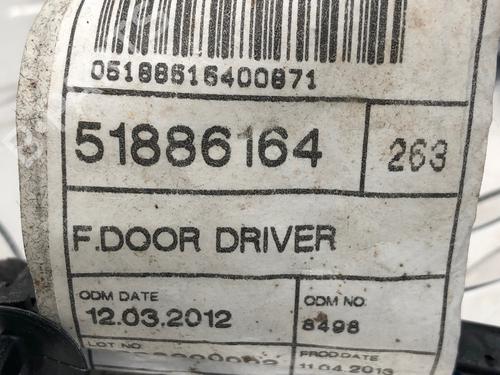 05188616400871
51886164
263
F.DOOR DRIVER
ODM DATE
ODM NO.
12.03.2012
8498
LOT NO.
PROD.DATE
11.04.2013